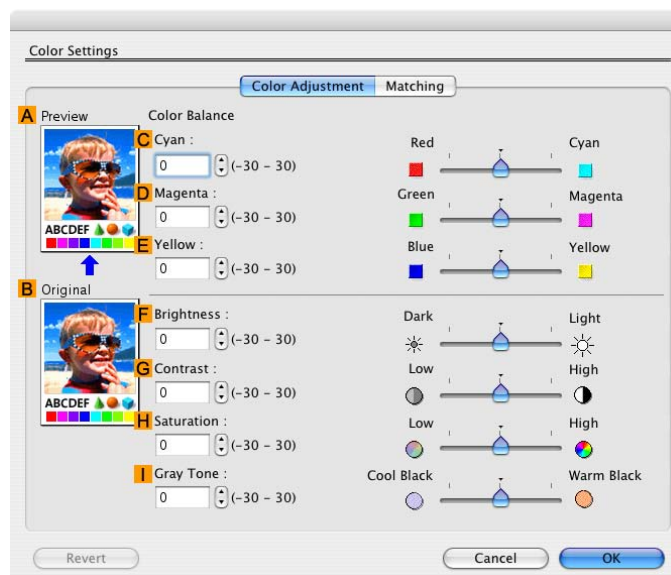 Color Settings
Color Adjustment Matching
A Preview
Color Balance
C Cyan :
0 (-30 – 30)
Red Cyan
D Magenta :
0 (-30 – 30)
Green Magenta
E Yellow :
0 (-30 – 30)
Blue Yellow
ABCDEF
B Original
F Brightness :
0 (-30 – 30)
Dark Light
G Contrast :
0 (-30 – 30)
Low High
ABCDEF
H Saturation :
0 (-30 – 30)
Low High
I Gray Tone :
0 (-30 – 30)
Cool Black Warm Black
Revert Cancel OK